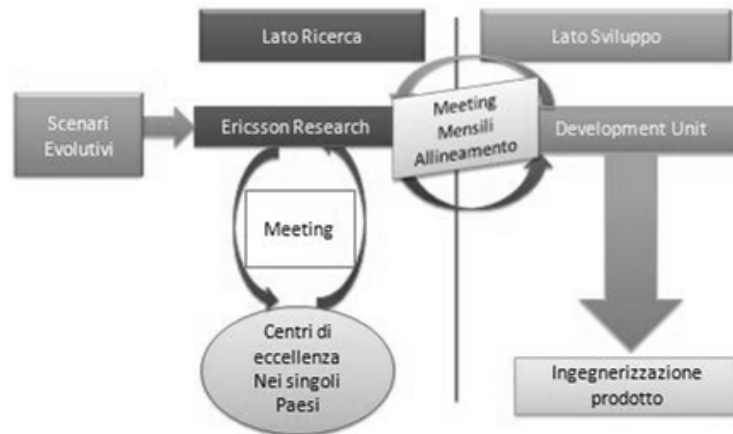 Lato Ricerca
Lato Sviluppo
Scenari
Evolutivi
Ericsson Research
Meeting
Mensili
Allineamento
Development Unit
Meeting
Centri di
eccellenza
Nei singoli
Paesi
Ingegnerizzazione
prodotto